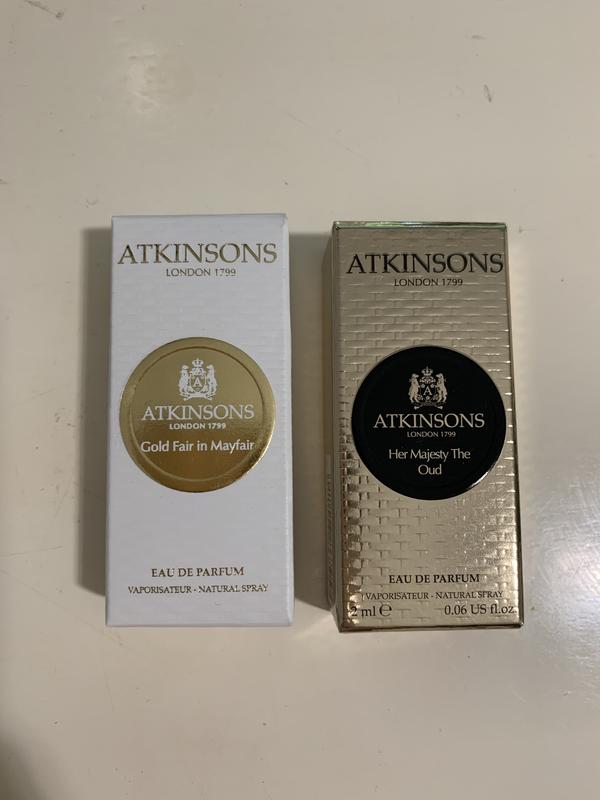 ATKINSONS
LONDON 1799
A
ATKINSONS
LONDON 1799
Gold Fair in Mayfair
EAU DE PARFUM
VAPORISATEUR - NATURAL SPRAY
ATKINSONS
LONDON 1799
A
ATKINSONS
LONDON 1799
Her Majesty The
Oud
EAU DE PARFUM
VAPORISATEUR - NATURAL SPRAY
2 ml ℮ 0.06 US fl.oz.